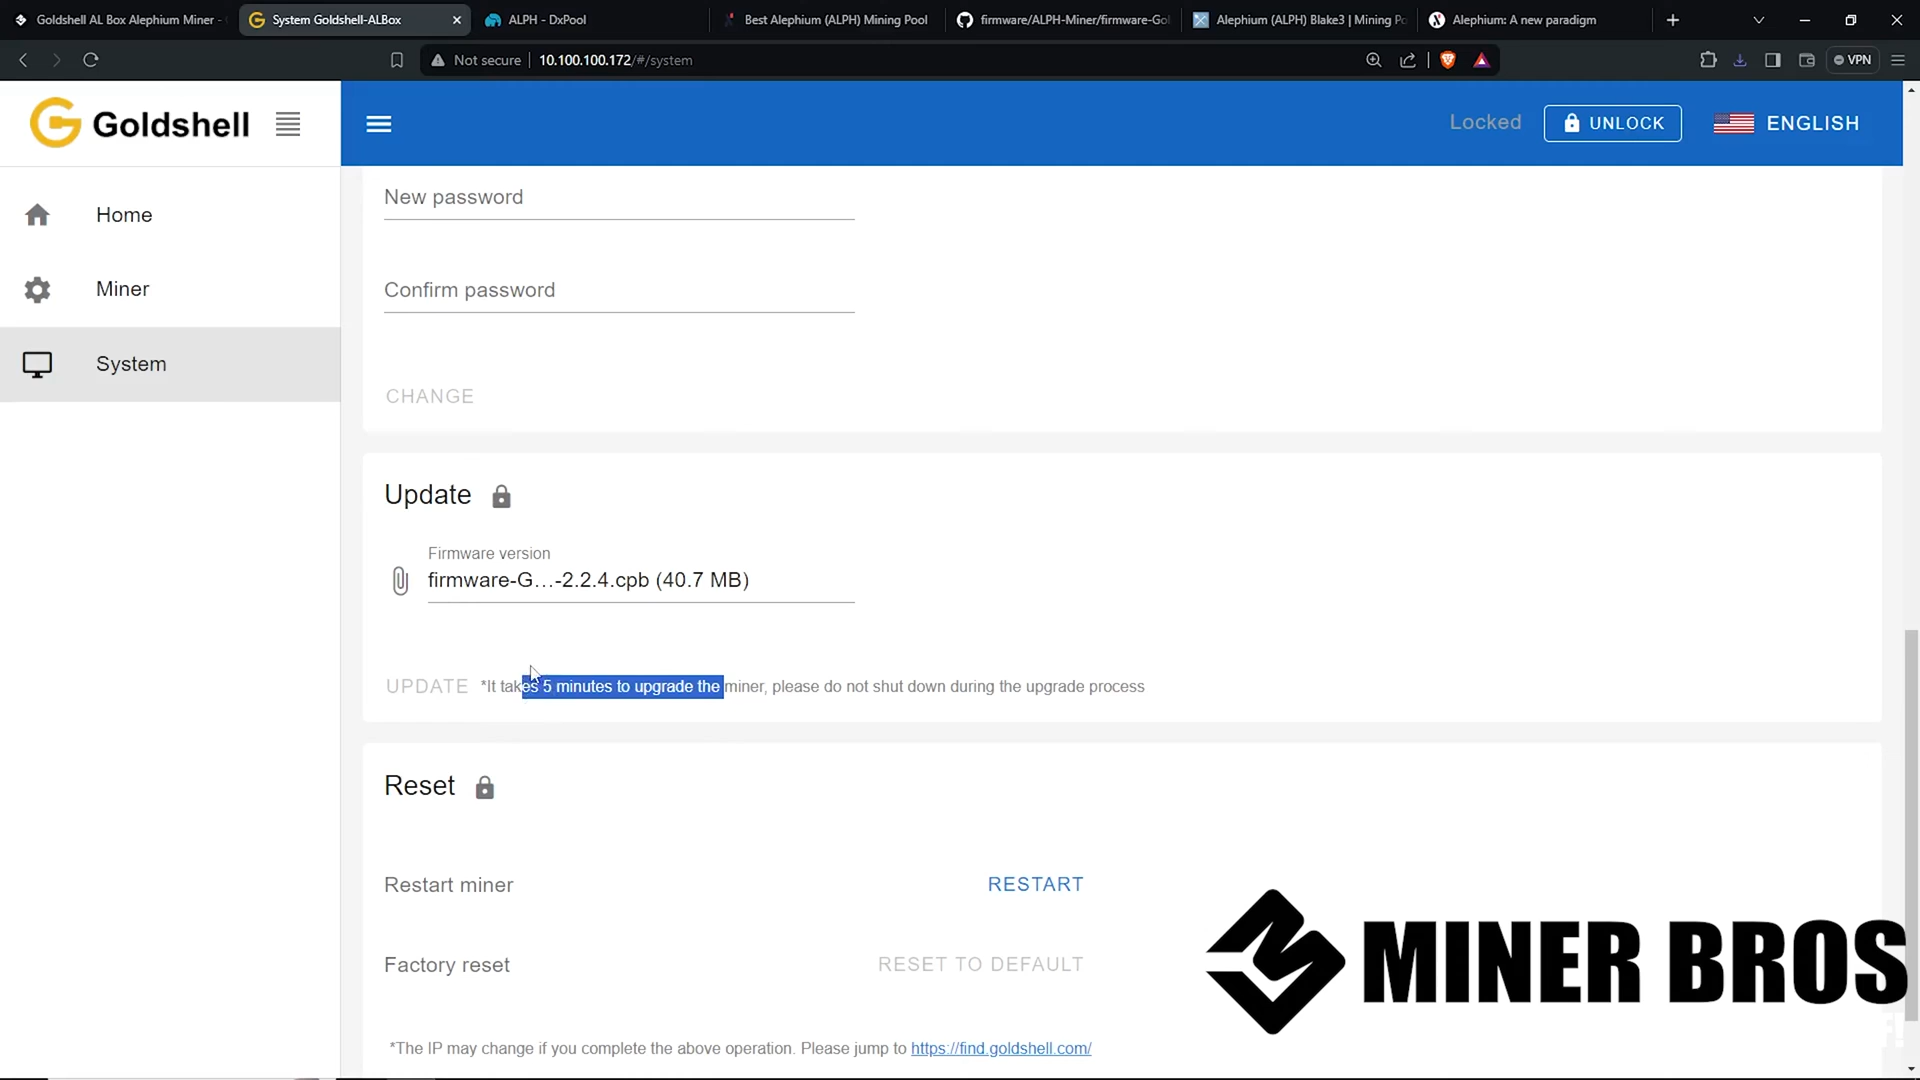 Goldshell AL Box Alephium Miner -
System Goldshell-ALBox
ALPH - DxPool
Best Alephium (ALPH) Mining Pool
firmware/ALPH-Miner/firmware-Gol
Alephium (ALPH) Blake3 | Mining Po
Alephium: A new paradigm
Not secure
10.100.100.172/#/system
VPN
Goldshell
Locked
UNLOCK
ENGLISH
Home
Miner
System
New password
Confirm password
CHANGE
Update
Firmware version
firmware-G...-2.2.4.cpb (40.7 MB)
UPDATE *It takes 5 minutes to upgrade the miner, please do not shut down during the upgrade process
Reset
Restart miner
RESTART
Factory reset
RESET TO DEFAULT
MINER BROS
*The IP may change if you complete the above operation. Please jump to https://find.goldshell.com/